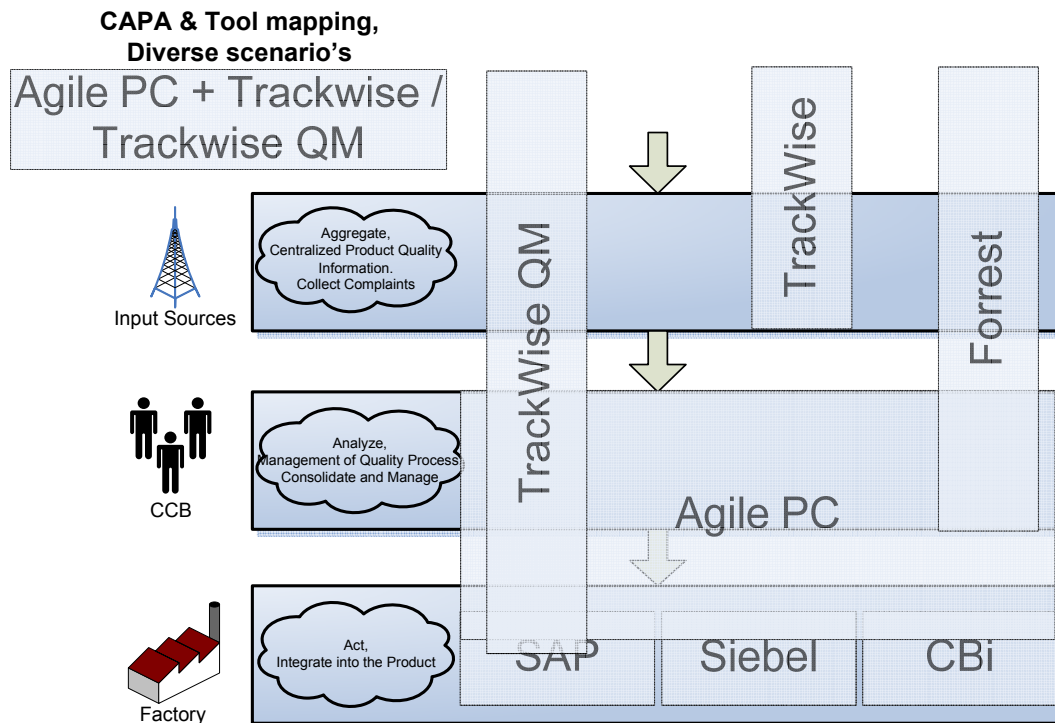 CAPA & Tool mapping,
Diverse scenario's
Agile PC + Trackwise /
Trackwise QM
TrackWise QM
TrackWise
Forrest
Aggregate,
Centralized Product Quality
Information.
Collect Complaints
Input Sources
Analyze,
Management of Quality Process
Consolidate and Manage
CCB
Agile PC
Act,
Integrate into the Product
SAP
Siebel
CBi
Factory